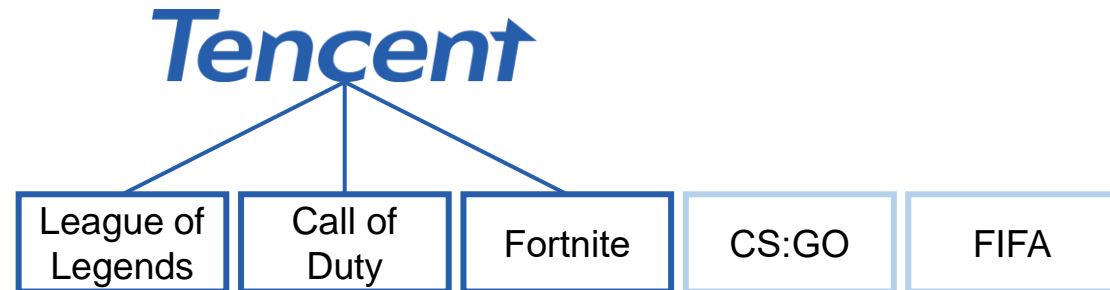 Tencent
League of
Legends
Call of
Duty
Fortnite
CS:GO
FIFA